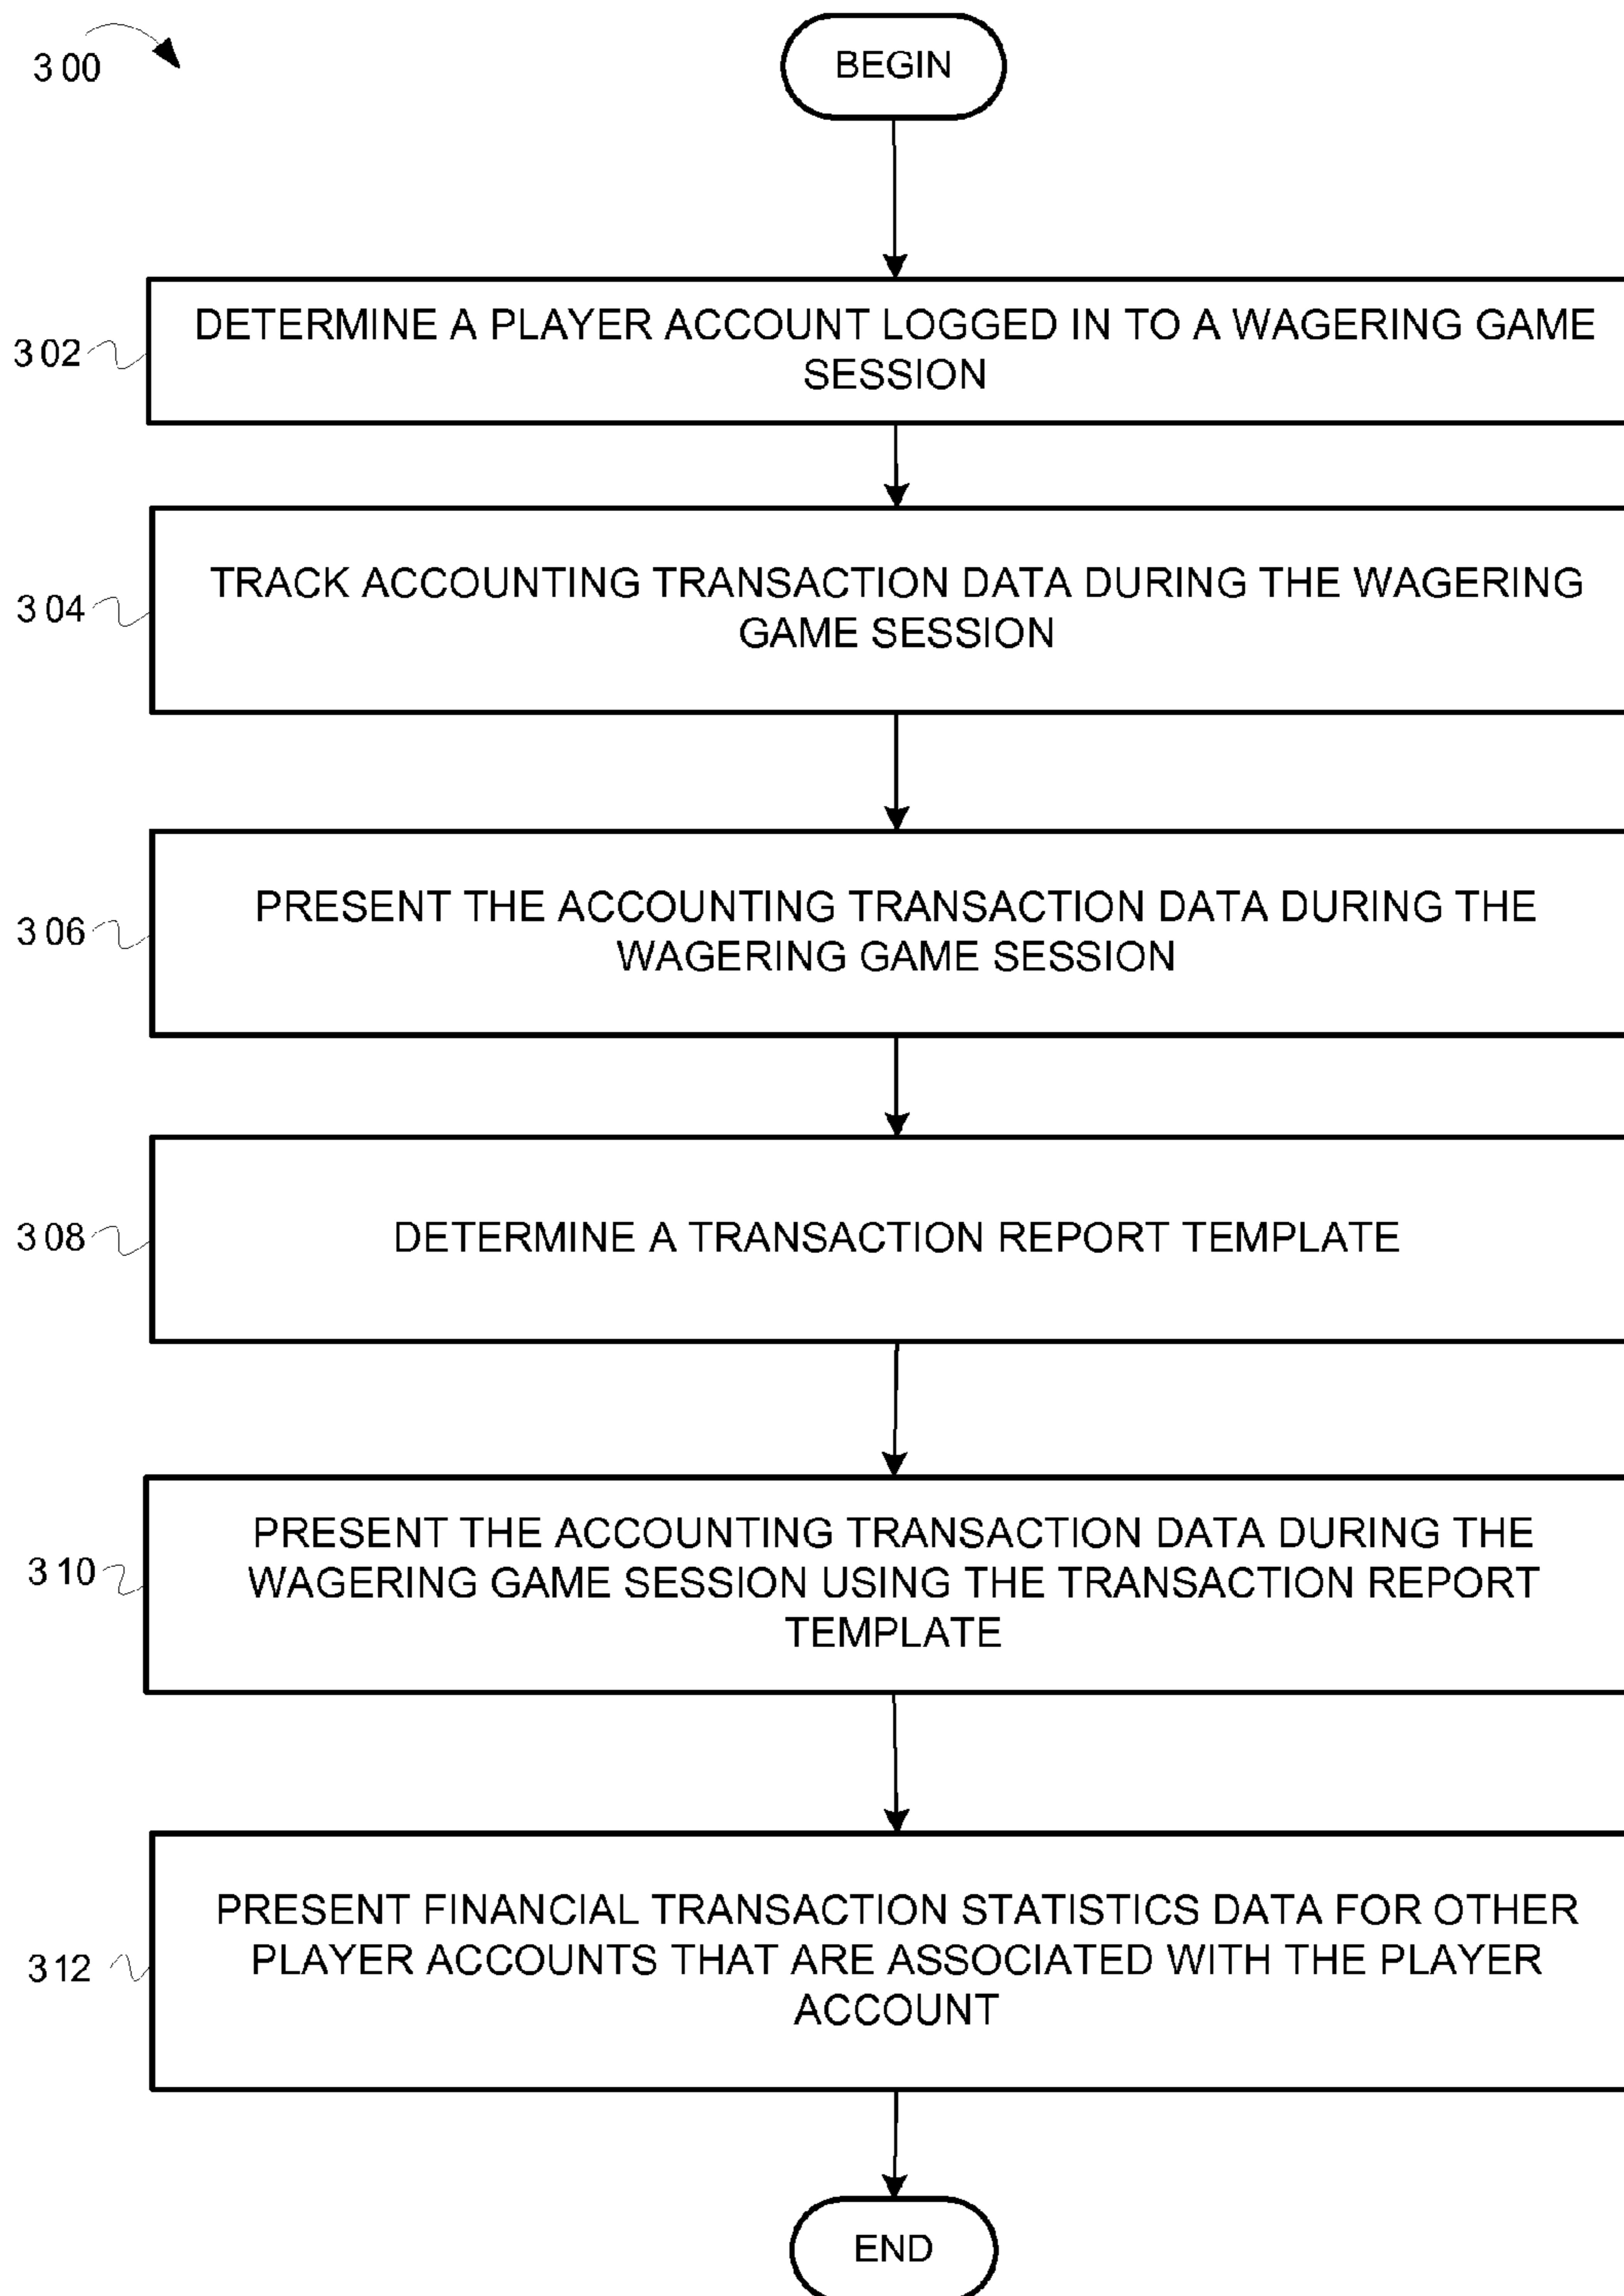 300
BEGIN
302
DETERMINE A PLAYER ACCOUNT LOGGED IN TO A WAGERING GAME
SESSION
304
TRACK ACCOUNTING TRANSACTION DATA DURING THE WAGERING
GAME SESSION
306
PRESENT THE ACCOUNTING TRANSACTION DATA DURING THE
WAGERING GAME SESSION
308
DETERMINE A TRANSACTION REPORT TEMPLATE
310
PRESENT THE ACCOUNTING TRANSACTION DATA DURING THE
WAGERING GAME SESSION USING THE TRANSACTION REPORT
TEMPLATE
312
PRESENT FINANCIAL TRANSACTION STATISTICS DATA FOR OTHER
PLAYER ACCOUNTS THAT ARE ASSOCIATED WITH THE PLAYER
ACCOUNT
END